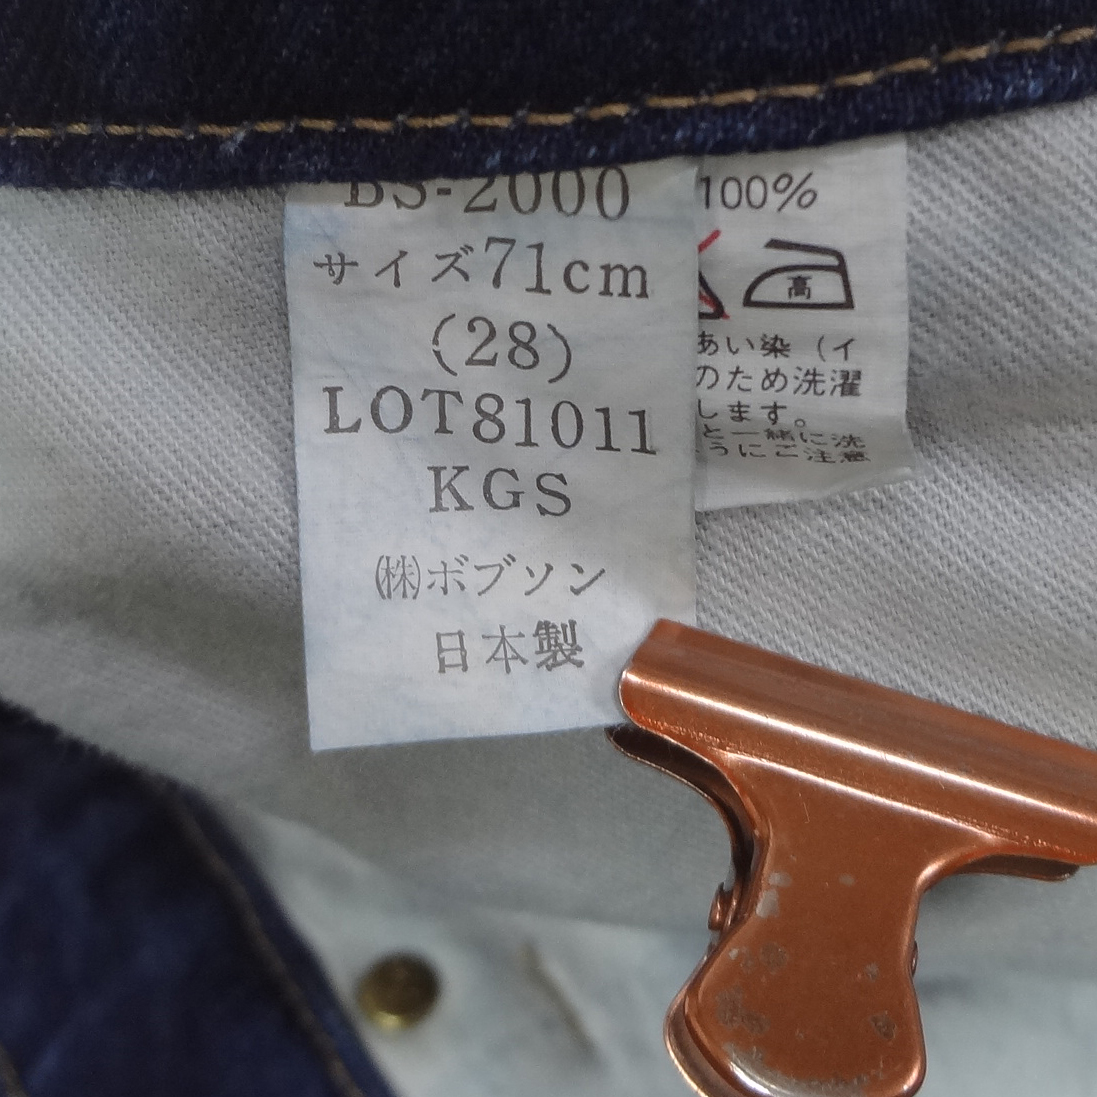 BS-2000
サイズ71cm
(28)
LOT81011
KGS
㈱ボブソン
日本製
100%
高
あい染（イ
のため洗濯
します。
と一緒に洗
うにご注意